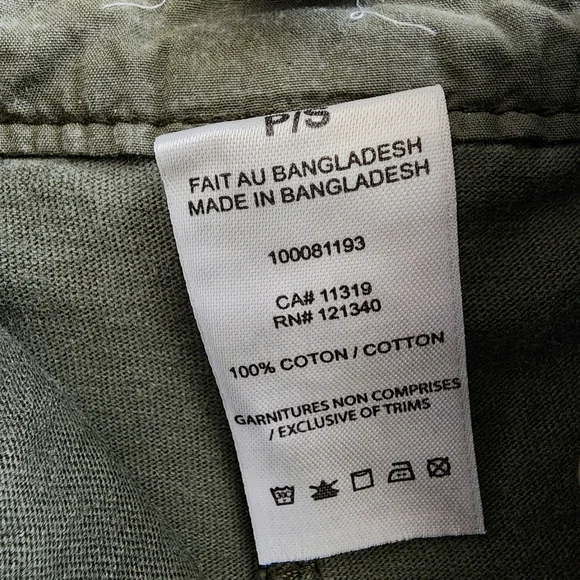 P/S
FAIT AU BANGLADESH
MADE IN BANGLADESH
100081193
CA# 11319
RN# 121340
100% COTON / COTTON
GARNITURES NON COMPRISES
/ EXCLUSIVE OF TRIMS
30C